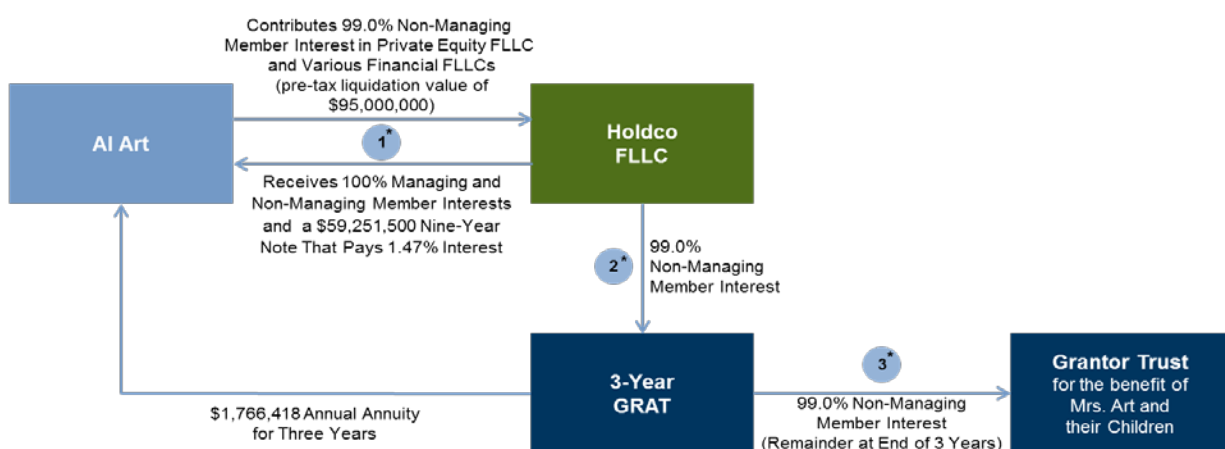 Contributes 99.0% Non-Managing
Member Interest in Private Equity FLLC
and Various Financial FLLCs
(pre-tax liquidation value of
$95,000,000)
Al Art
1*
Holdco
FLLC
Receives 100% Managing and
Non-Managing Member Interests
and a $59,251,500 Nine-Year
Note That Pays 1.47% Interest
2*
99.0%
Non-Managing
Member Interest
3-Year
GRAT
3*
Grantor Trust
for the benefit of
Mrs. Art and
their Children
$1,766,418 Annual Annuity
for Three Years
99.0% Non-Managing
Member Interest
(Remainder at End of 3 Years)